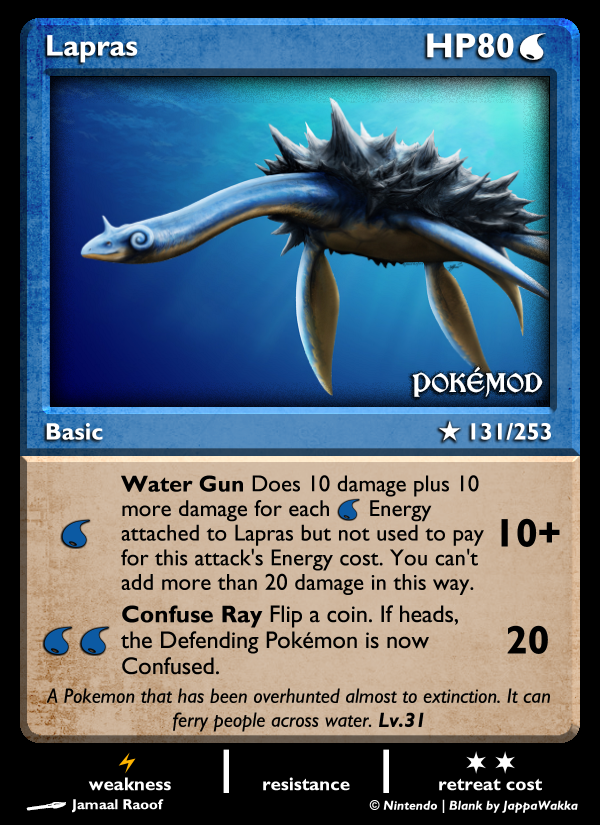 Lapras HP80
POKÉMOD
Basic ★ 131/253
Water Gun Does 10 damage plus 10
more damage for each Energy
attached to Lapras but not used to pay
for this attack's Energy cost. You can't
add more than 20 damage in this way.
10+
Confuse Ray Flip a coin. If heads,
the Defending Pokémon is now
Confused.
20
A Pokemon that has been overhunted almost to extinction. It can
ferry people across water. Lv.31
weakness resistance retreat cost
Jamaal Raoof © Nintendo | Blank by JappaWakka